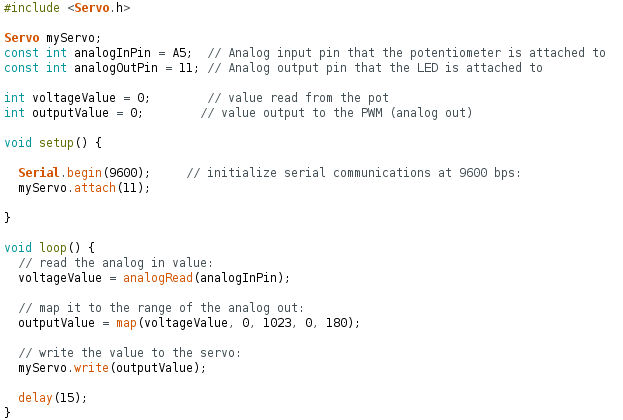 #include <Servo.h>
Servo myServo;
const int analogInPin = A5;  // Analog input pin that the potentiometer is attached to
const int analogOutPin = 11; // Analog output pin that the LED is attached to
int voltageValue = 0;        // value read from the pot
int outputValue = 0;        // value output to the PWM (analog out)
void setup() {
  Serial.begin(9600);     // initialize serial communications at 9600 bps:
  myServo.attach(11);
}
void loop() {
  // read the analog in value:
  voltageValue = analogRead(analogInPin);
  // map it to the range of the analog out:
  outputValue = map(voltageValue, 0, 1023, 0, 180);
  // write the value to the servo:
  myServo.write(outputValue);
  delay(15);
}